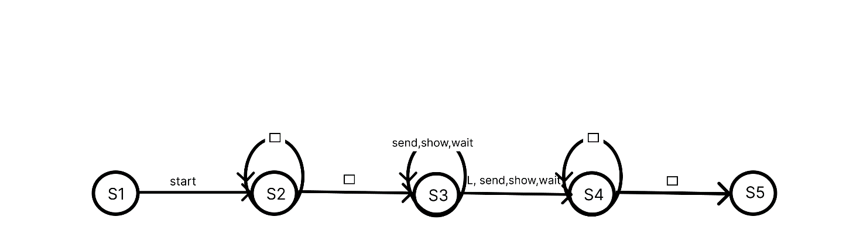 □
□
send,show,wait
start
□
L, send,show,wait
□
S1
S2
S3
S4
S5